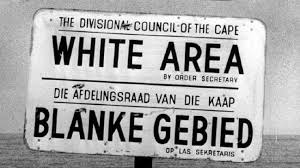 THE DIVISIONAL COUNCIL OF THE CAPE
WHITE AREA
BY ORDER SECRETARY
DIE AFDELINGSRAAD VAN DIE KAAP
BLANKE GEBIED
OP LAS SEKRETARIS